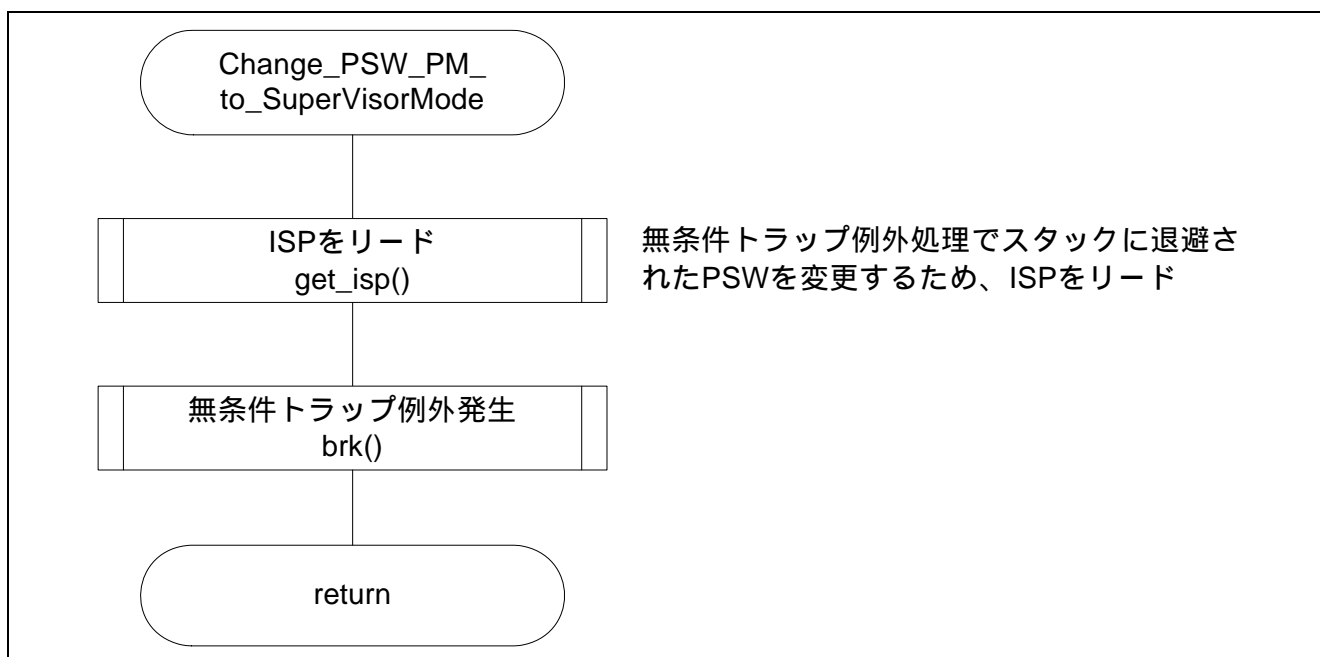 Change_PSW_PM_
to_SuperVisorMode
ISPをリード
get_isp()
無条件トラップ例外処理でスタックに退避さ
れたPSWを変更するため、ISPをリード
無条件トラップ例外発生
brk()
return